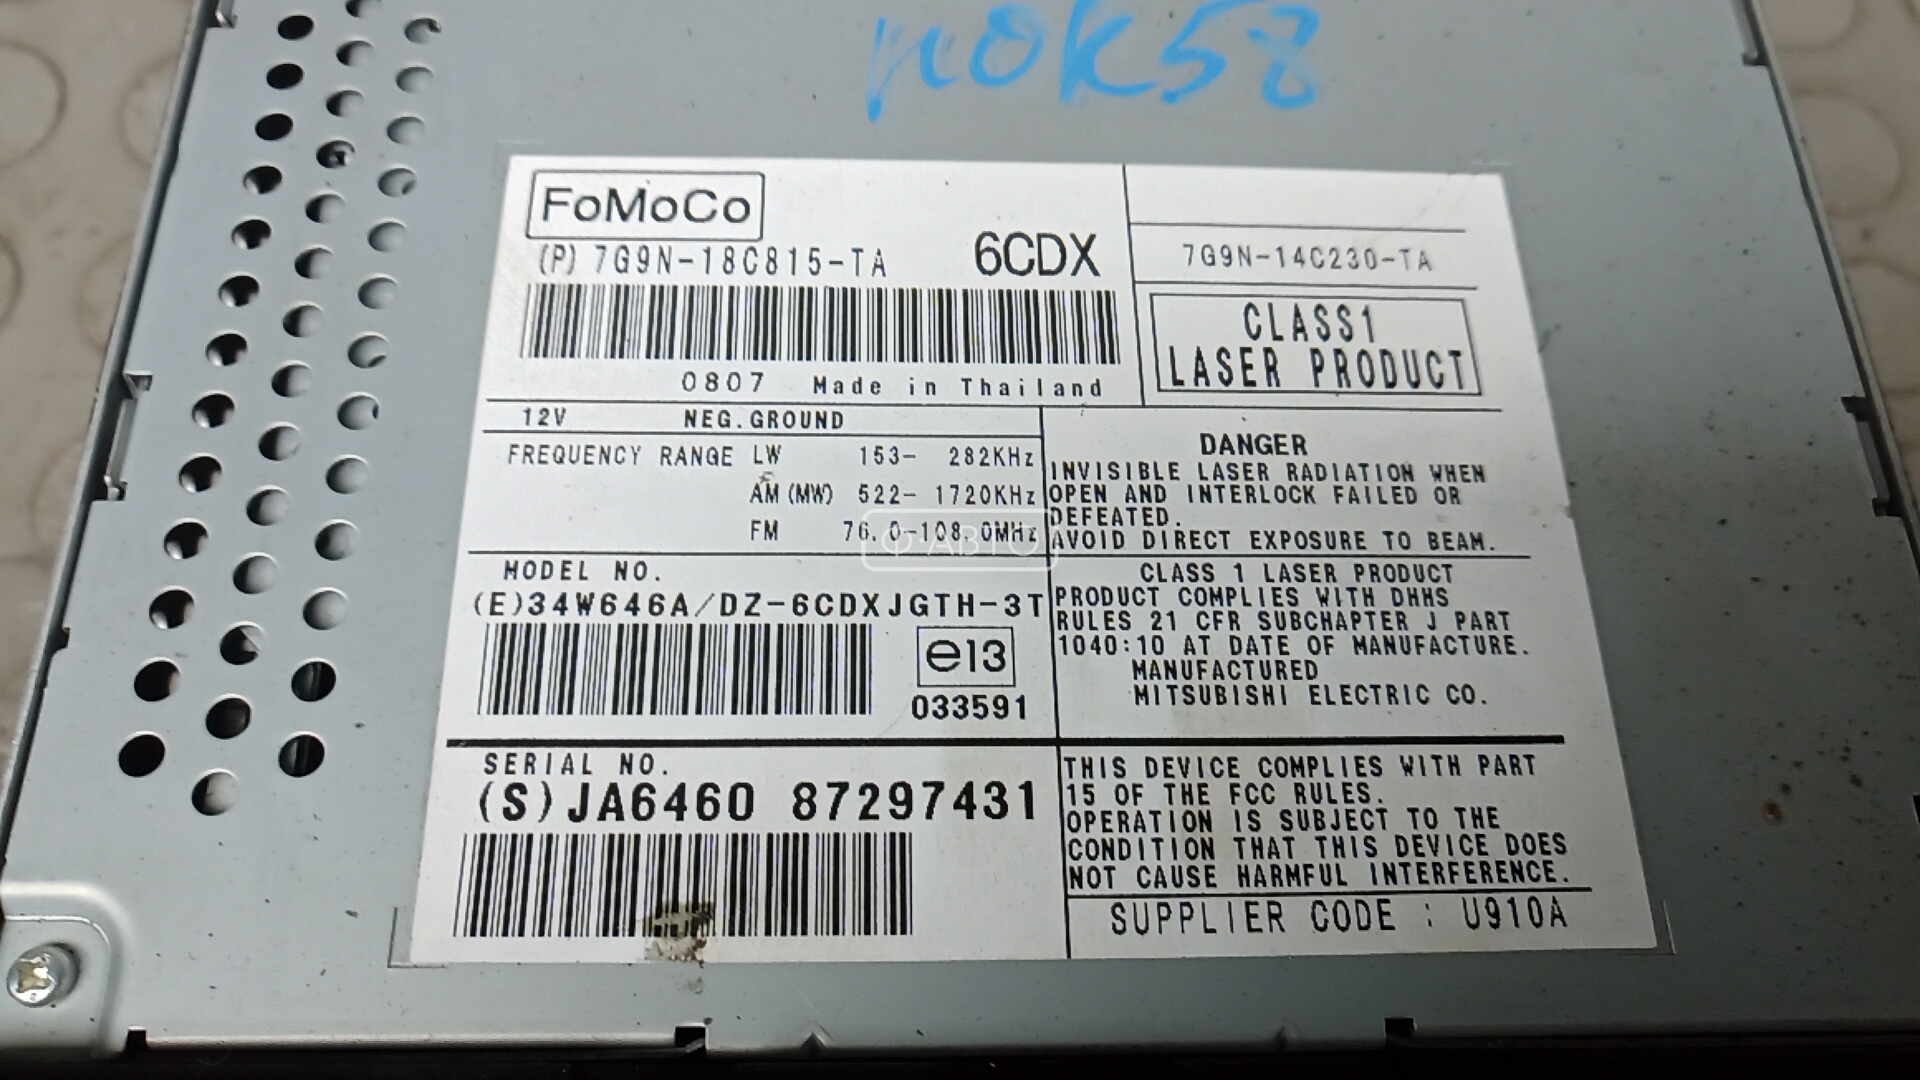 пок58
FoMoCo
(P) 7G9N-18C815-TA 6CDX
0807 Made in Thailand
7G9N-14C230-TA
CLASS1
LASER PRODUCT
12V NEG.GROUND
FREQUENCY RANGE LW 153- 282KHz
AM(MW) 522- 1720KHz
FM 76.0-108.0MHz
DANGER
INVISIBLE LASER RADIATION WHEN
OPEN AND INTERLOCK FAILED OR
DEFEATED.
AVOID DIRECT EXPOSURE TO BEAM.
MODEL NO.
(E)34W646A/DZ-6CDXJGTH-3T
e13
033591
CLASS 1 LASER PRODUCT
PRODUCT COMPLIES WITH DHHS
RULES 21 CFR SUBCHAPTER J PART
1040:10 AT DATE OF MANUFACTURE.
MANUFACTURED
MITSUBISHI ELECTRIC CO.
SERIAL NO.
(S)JA6460 87297431
THIS DEVICE COMPLIES WITH PART
15 OF THE FCC RULES.
OPERATION IS SUBJECT TO THE
CONDITION THAT THIS DEVICE DOES
NOT CAUSE HARMFUL INTERFERENCE.
SUPPLIER CODE : U910A